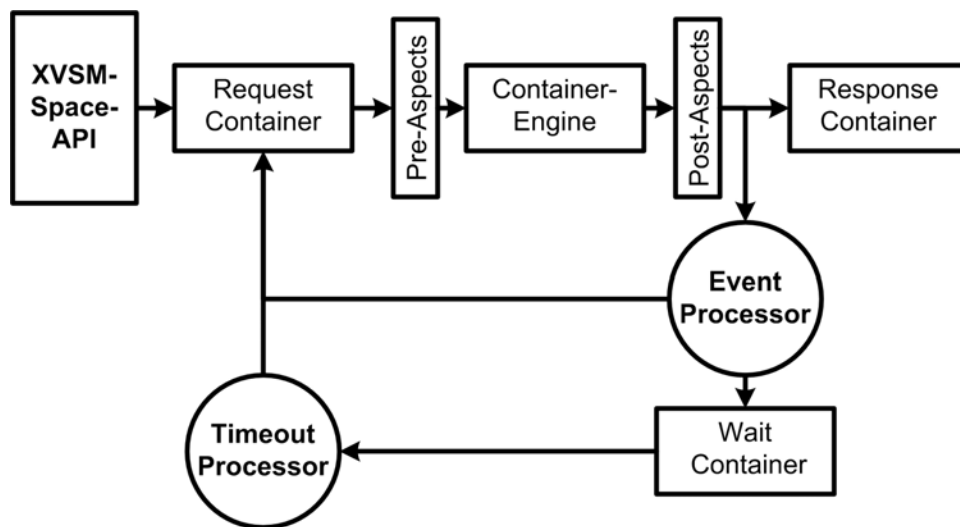 XVSM-
Space-
API
Request
Container
Pre-Aspects
Container-
Engine
Post-Aspects
Response
Container
Event
Processor
Timeout
Processor
Wait
Container